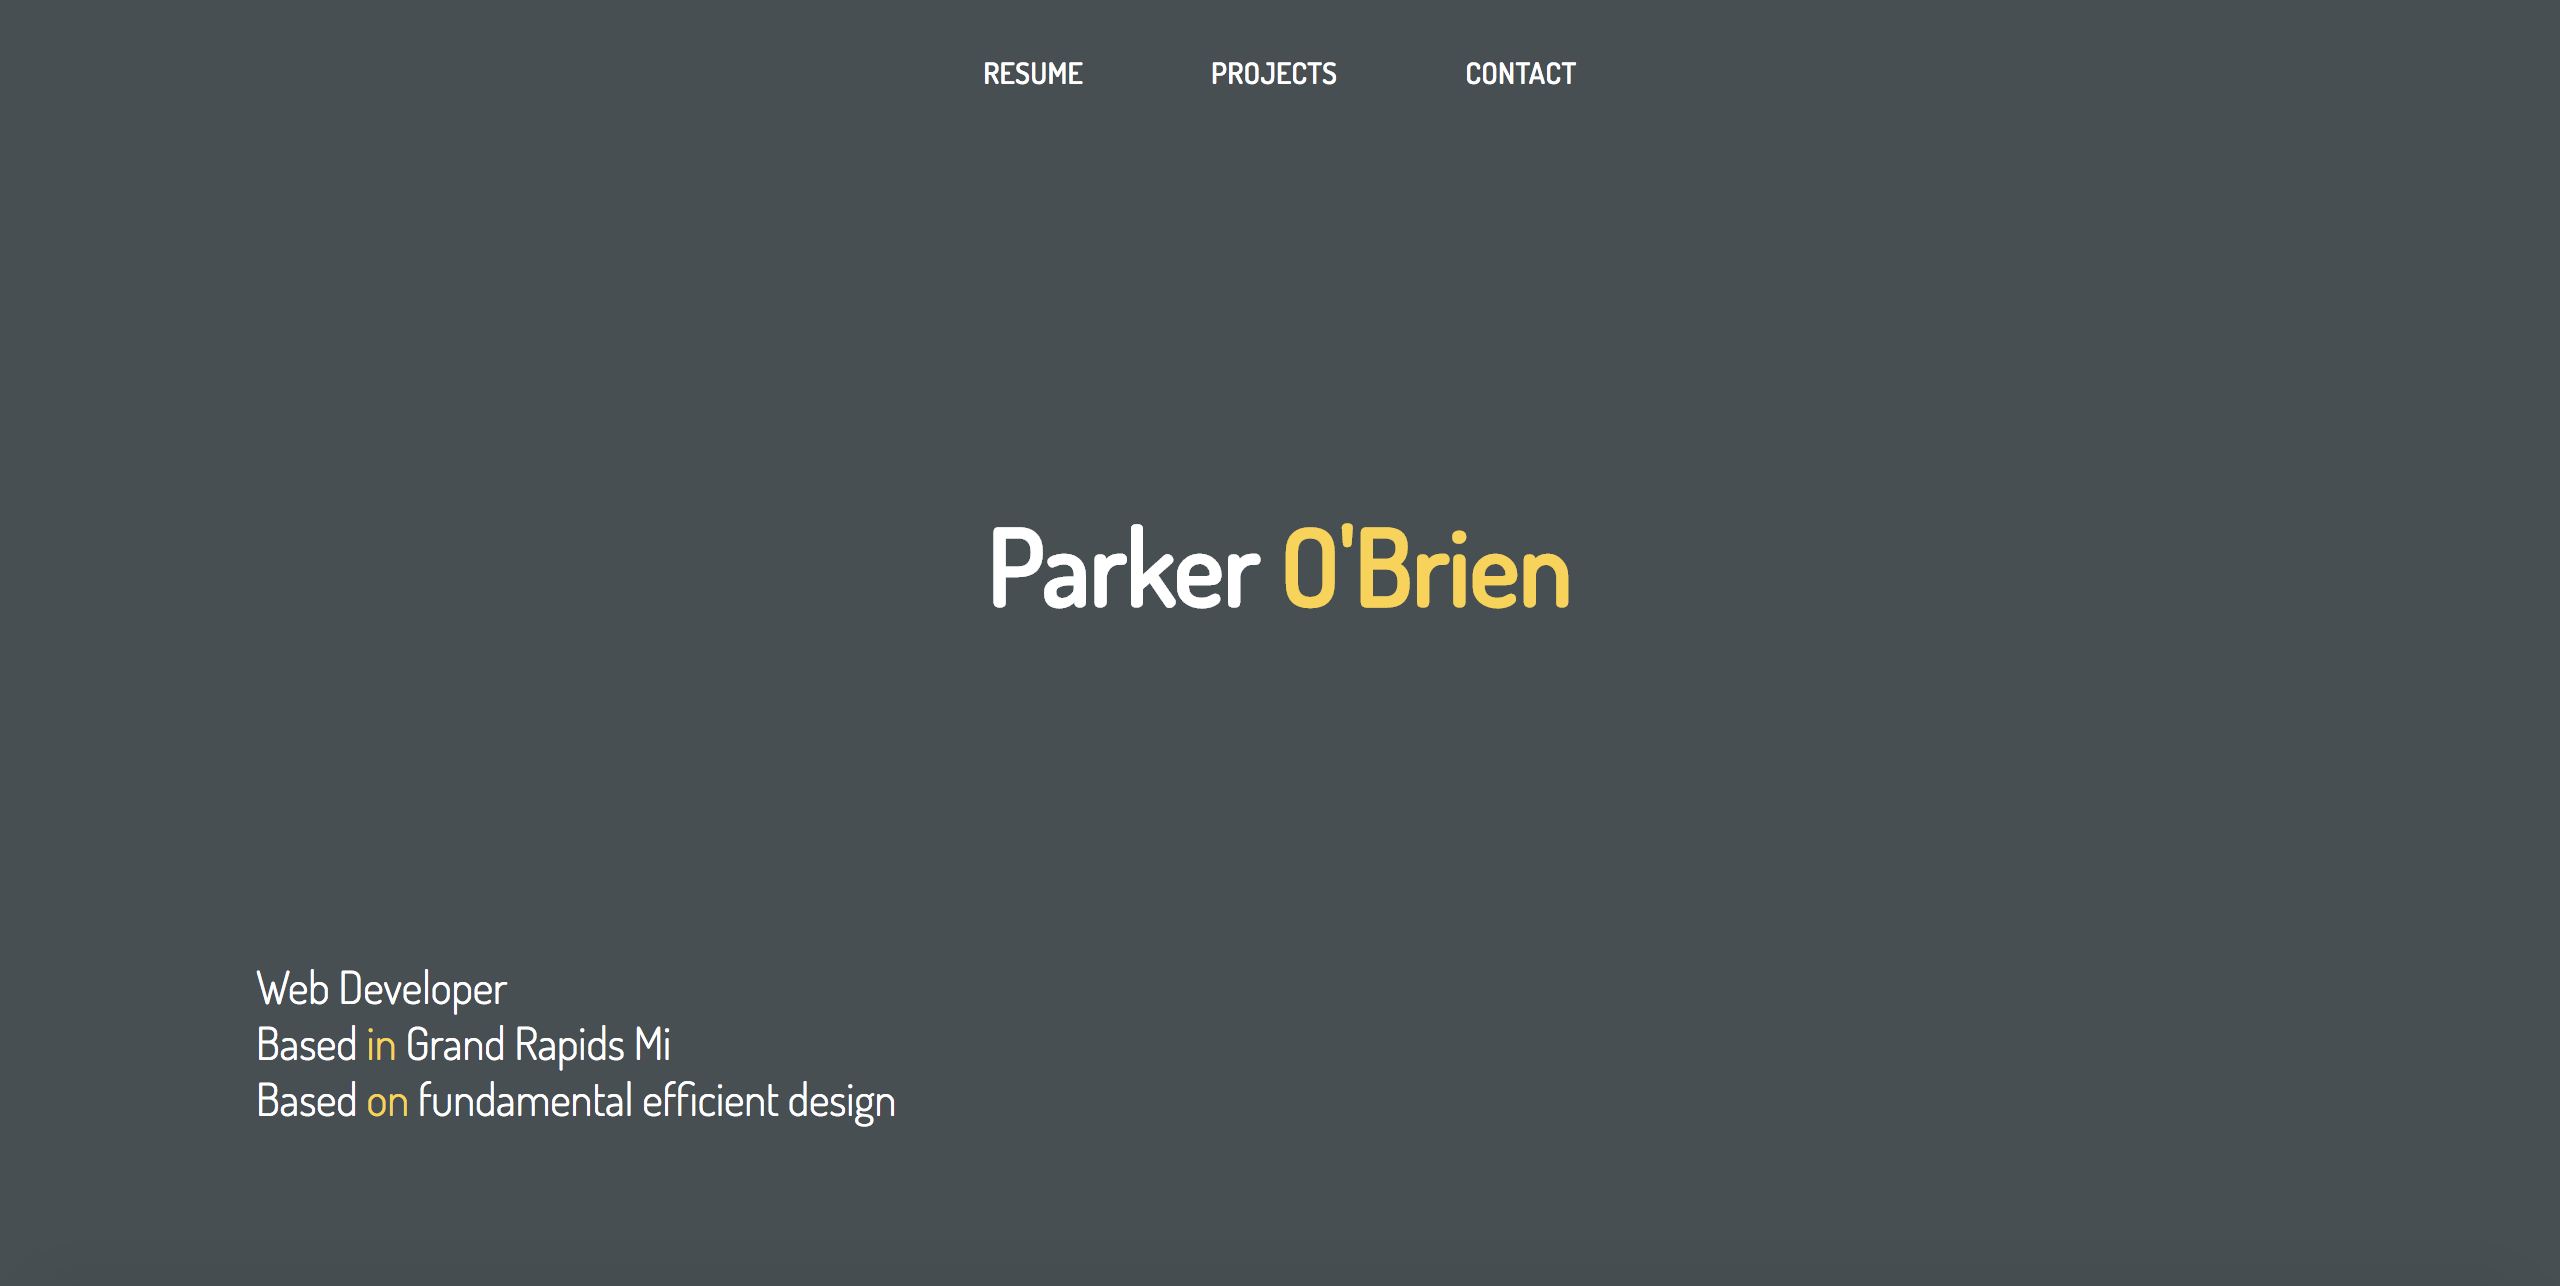 RESUME PROJECTS CONTACT
Parker O'Brien
Web Developer
Based in Grand Rapids Mi
Based on fundamental efficient design